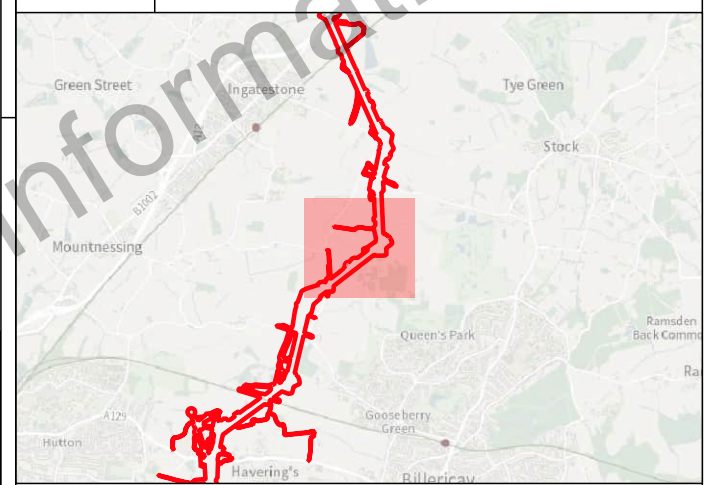 Green Street
Ingatestone
Tye Green
Stock
B1002
Mountnessing
Queen's Park
Ramsden
Back Commo
Ra
Gooseberry
Green
A129
Hutton
Havering's
Billericay
Informat